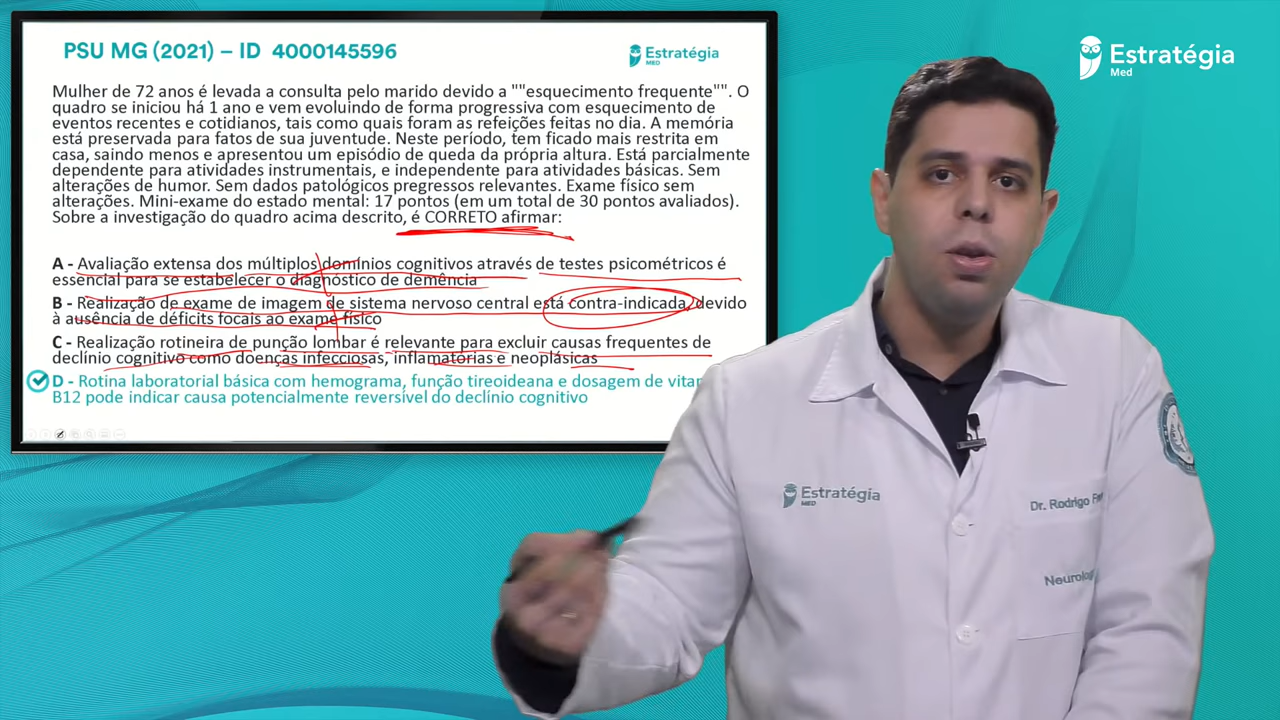 PSU MG (2021) – ID 4000145596
Estratégia
MED
Estratégia
Med
Mulher de 72 anos é levada a consulta pelo marido devido a ""esquecimento frequente"". O
quadro se iniciou há 1 ano e vem evoluindo de forma progressiva com esquecimento de
eventos recentes e cotidianos, tais como quais foram as refeições feitas no dia. A memória
está preservada para fatos de sua juventude. Neste período, tem ficado mais restrita em
casa, saindo menos e apresentou um episódio de queda da própria altura. Está parcialmente
dependente para atividades instrumentais, e independente para atividades básicas. Sem
alterações de humor. Sem dados patológicos pregressos relevantes. Exame físico sem
alterações. Mini-exame do estado mental: 17 pontos (em um total de 30 pontos avaliados).
Sobre a investigação do quadro acima descrito, é CORRETO afirmar:
A - Avaliação extensa dos múltiplos domínios cognitivos através de testes psicométricos é
essencial para se estabelecer o diagnóstico de demência
B - Realização de exame de imagem de sistema nervoso central está contra-indicada, devido
à ausência de déficits focais ao exame físico
C - Realização rotineira de punção lombar é relevante para excluir causas frequentes de
declínio cognitivo como doenças infecciosas, inflamatórias e neoplásicas
D - Rotina laboratorial básica com hemograma, função tireoideana e dosagem de
B12 pode indicar causa potencialmente reversível do declínio cognitivo
Estratégia
MED
Dr. Rodrigo